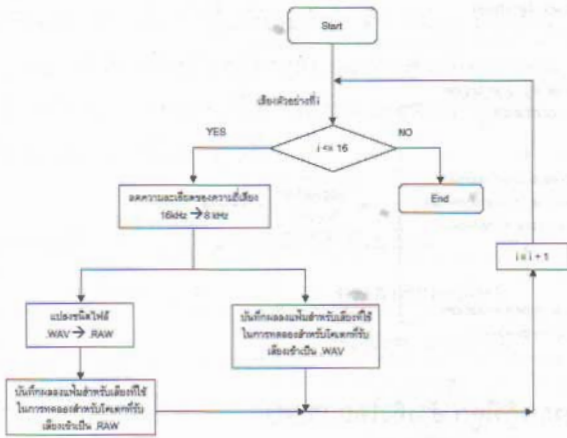 Start
เสียงตัวอย่างที่ i
YES
i <= 16
NO
End
ลดความละเอียดของความถี่เสียง
16kHz → 8 kHz
i = i + 1
แปลงชนิดไฟล์
.WAV → .RAW
บันทึกผลลงแฟ้มสำหรับเสียงที่ใช้
ในการทดลองสำหรับโคเดกที่รับ
เสียงเข้าเป็น .WAV
บันทึกผลลงแฟ้มสำหรับเสียงที่ใช้
ในการทดลองสำหรับโคเดกที่รับ
เสียงเข้าเป็น .RAW